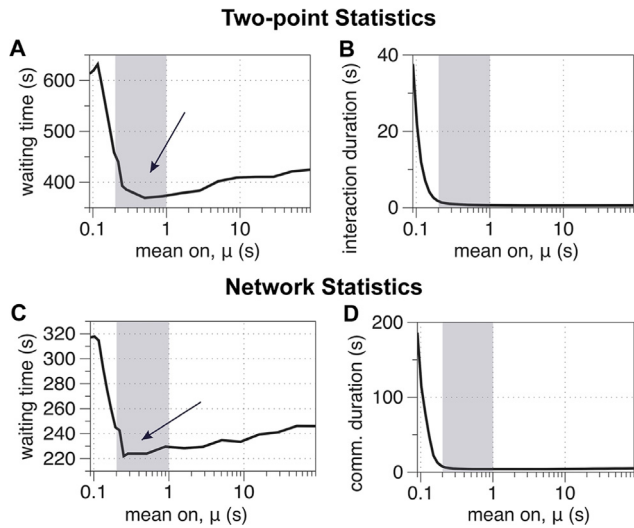 Two-point Statistics
A
B
waiting time (s)
600
500
400
0.1
1
10
mean on, μ (s)
interaction duration (s)
40
20
0
0.1
1
10
mean on, μ (s)
Network Statistics
C
D
waiting time (s)
320
300
280
260
240
220
0.1
1
10
mean on, μ (s)
comm. duration (s)
200
100
0
0.1
1
10
mean on, μ (s)